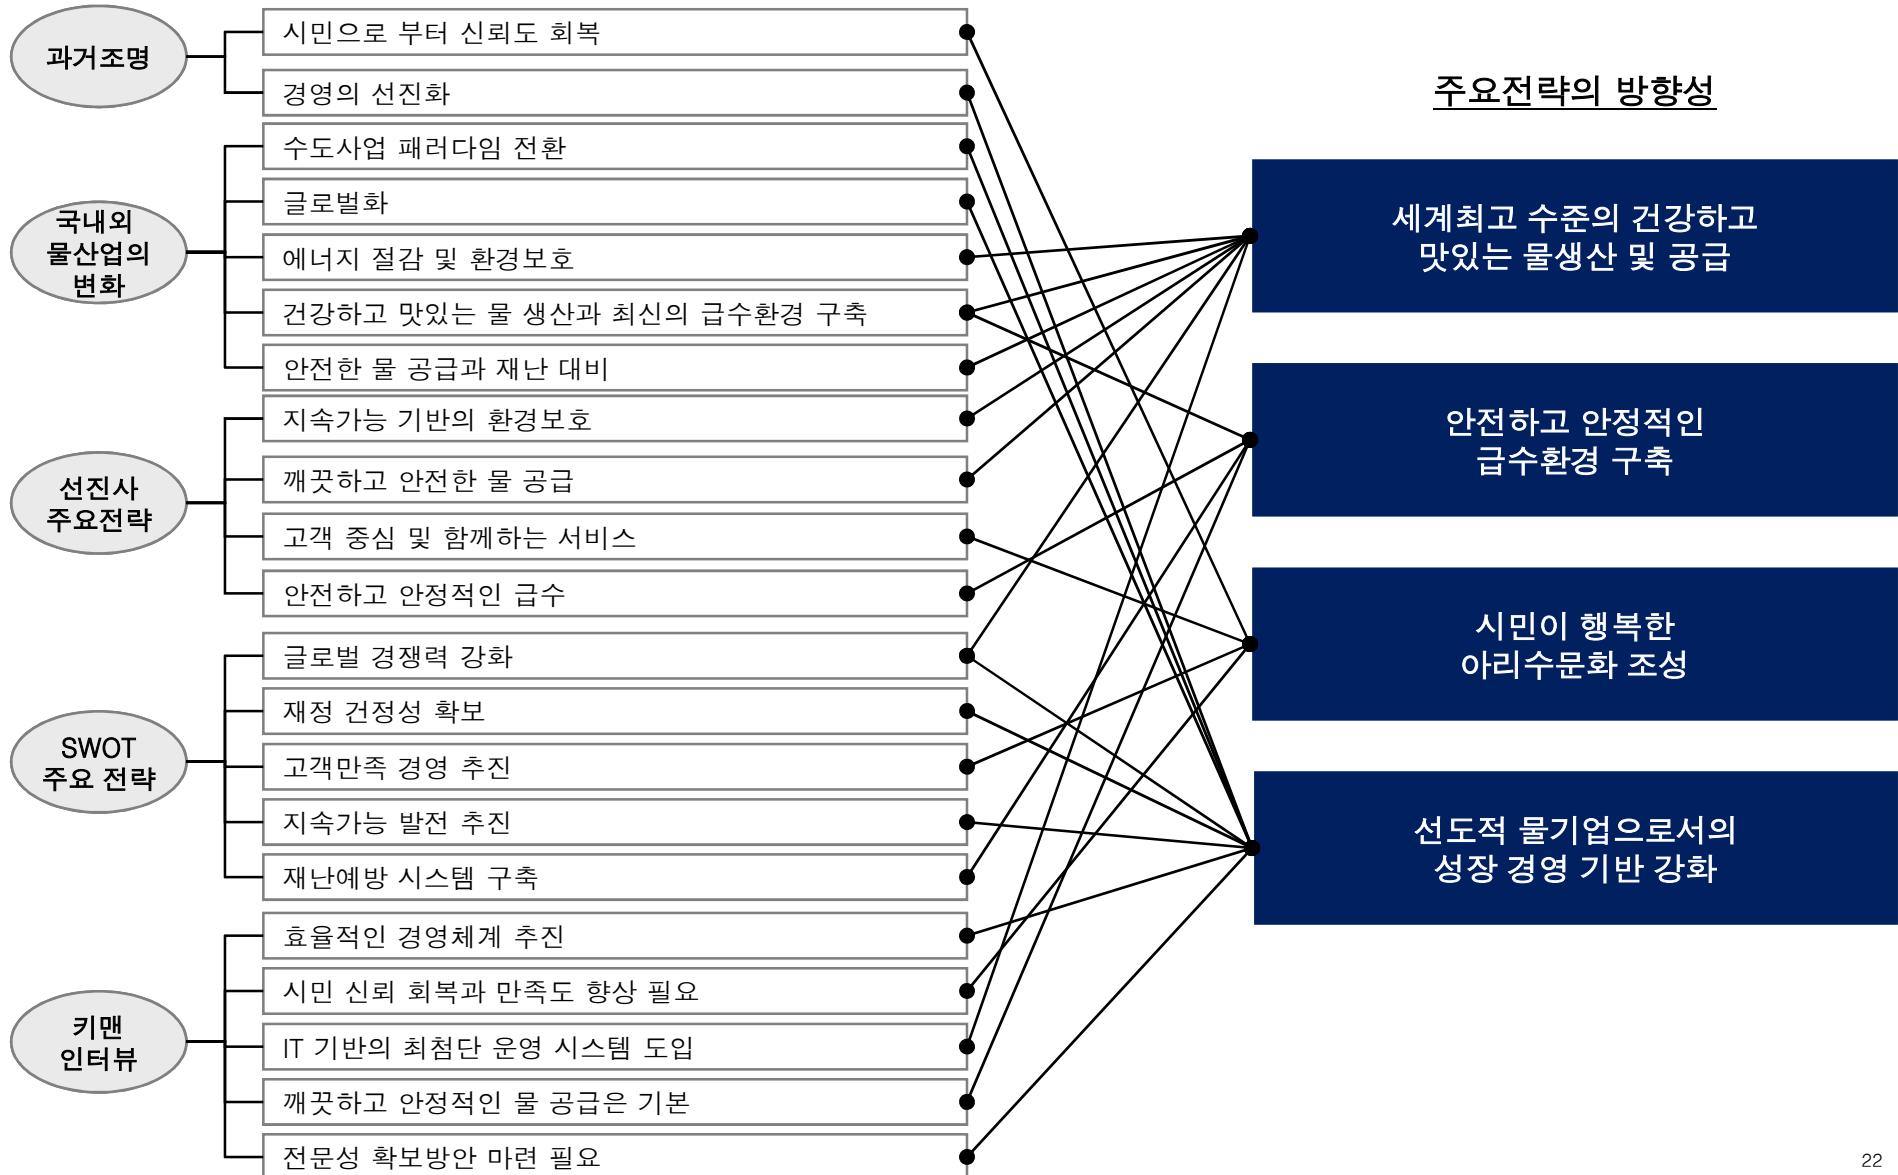 과거조명
시민으로 부터 신뢰도 회복
경영의 선진화
국내외
물산업의
변화
수도사업 패러다임 전환
글로벌화
에너지 절감 및 환경보호
건강하고 맛있는 물 생산과 최신의 급수환경 구축
안전한 물 공급과 재난 대비
선진사
주요전략
지속가능 기반의 환경보호
깨끗하고 안전한 물 공급
고객 중심 및 함께하는 서비스
안전하고 안정적인 급수
SWOT
주요 전략
글로벌 경쟁력 강화
재정 건정성 확보
고객만족 경영 추진
지속가능 발전 추진
재난예방 시스템 구축
키맨
인터뷰
효율적인 경영체계 추진
시민 신뢰 회복과 만족도 향상 필요
IT 기반의 최첨단 운영 시스템 도입
깨끗하고 안정적인 물 공급은 기본
전문성 확보방안 마련 필요
주요전략의 방향성
세계최고 수준의 건강하고
맛있는 물생산 및 공급
안전하고 안정적인
급수환경 구축
시민이 행복한
아리수문화 조성
선도적 물기업으로서의
성장 경영 기반 강화
22